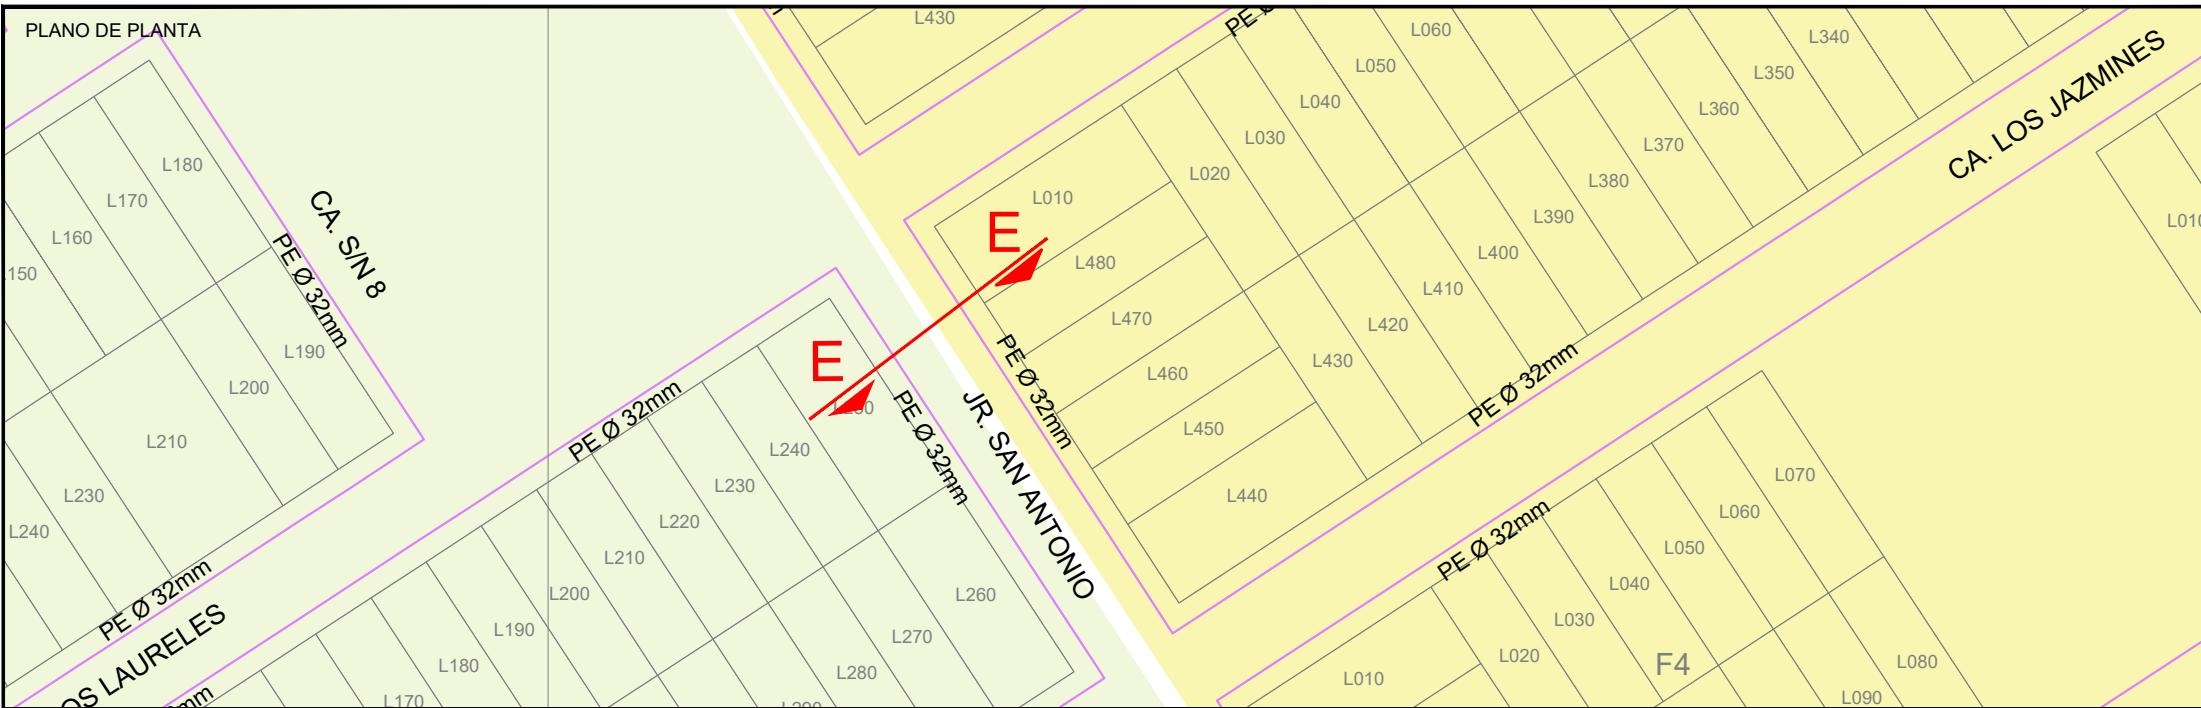 PLANO DE PLANTA
L430
L060
L340
L050
L350
CA. LOS JAZMINES
L040
L360
L030
L370
L180
L020
L380
L170
L010
L390
L010
CA. S/N 8
L160
E
L400
L480
PE Ø 32mm
L410
L470
L420
L190
E
PE Ø 32mm
L430
L460
L200
PE Ø 32mm
PE Ø 32mm
L240
PE Ø 32mm
L450
L210
JR. SAN ANTONIO
L230
L440
L070
L230
L220
L060
L240
PE Ø 32mm
L050
L210
L040
L200
L260
L030
PE Ø 32mm
L190
L270
L020
F4
L080
L180
L280
L010
L170
L090